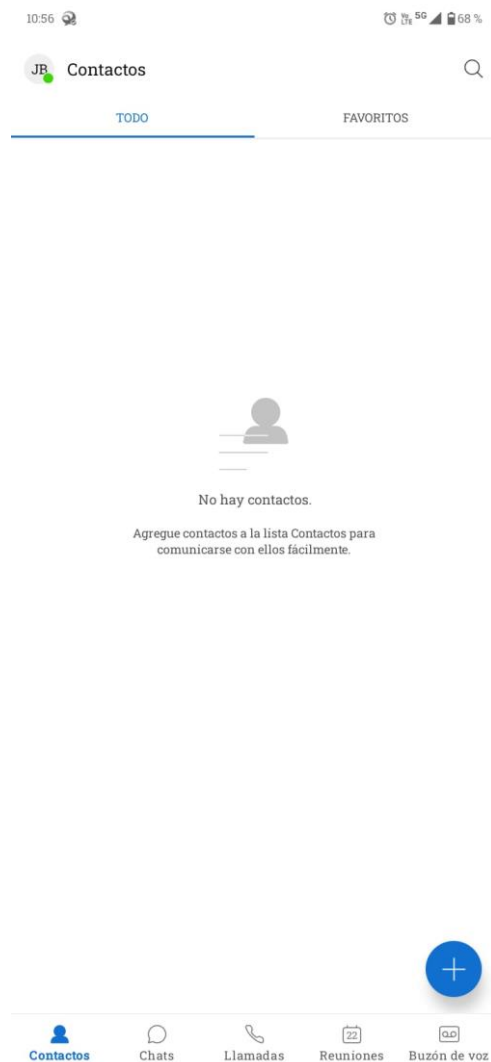 10:56 5G 68 %
JB Contactos
TODO FAVORITOS
No hay contactos.
Agregue contactos a la lista Contactos para
comunicarse con ellos fácilmente.
22
Contactos Chats Llamadas Reuniones Buzón de voz